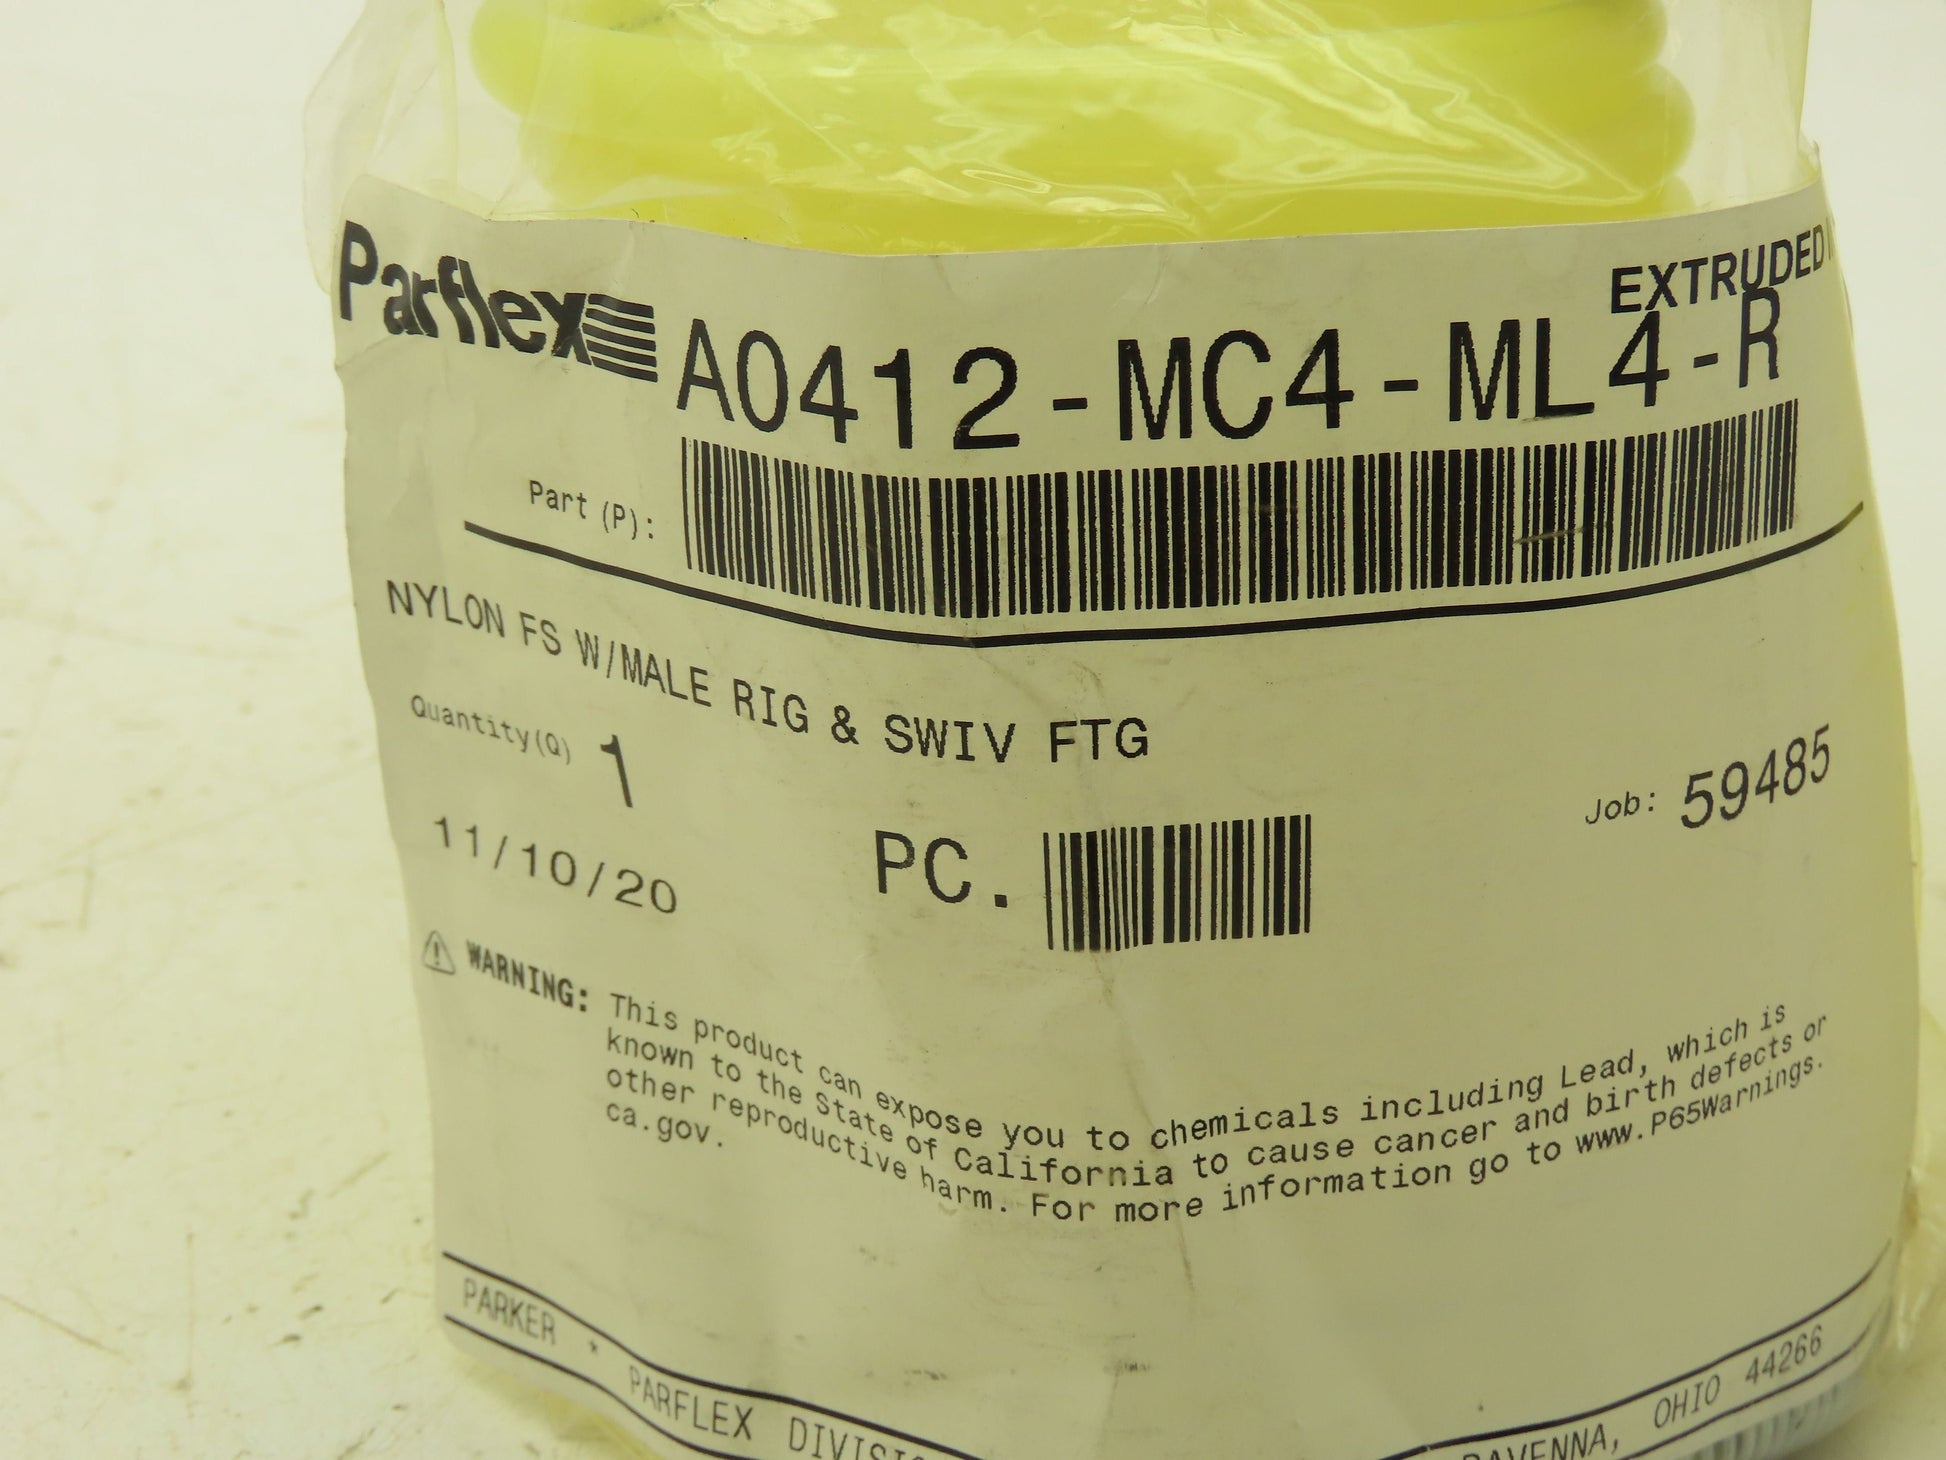 Parflex
EXTRUDED
A0412-MC4-ML4-R
Part (P):
NYLON FS W/MALE RIG & SWIV FTG
Quantity(Q) 1
PC.
Job: 59485
11/10/20
WARNING: This product can expose you to chemicals including Lead, which is
known to the State of California to cause cancer and birth defects or
other reproductive harm. For more information go to www.P65Warnings.
ca.gov.
PARKER * PARFLEX
OHIO 44266